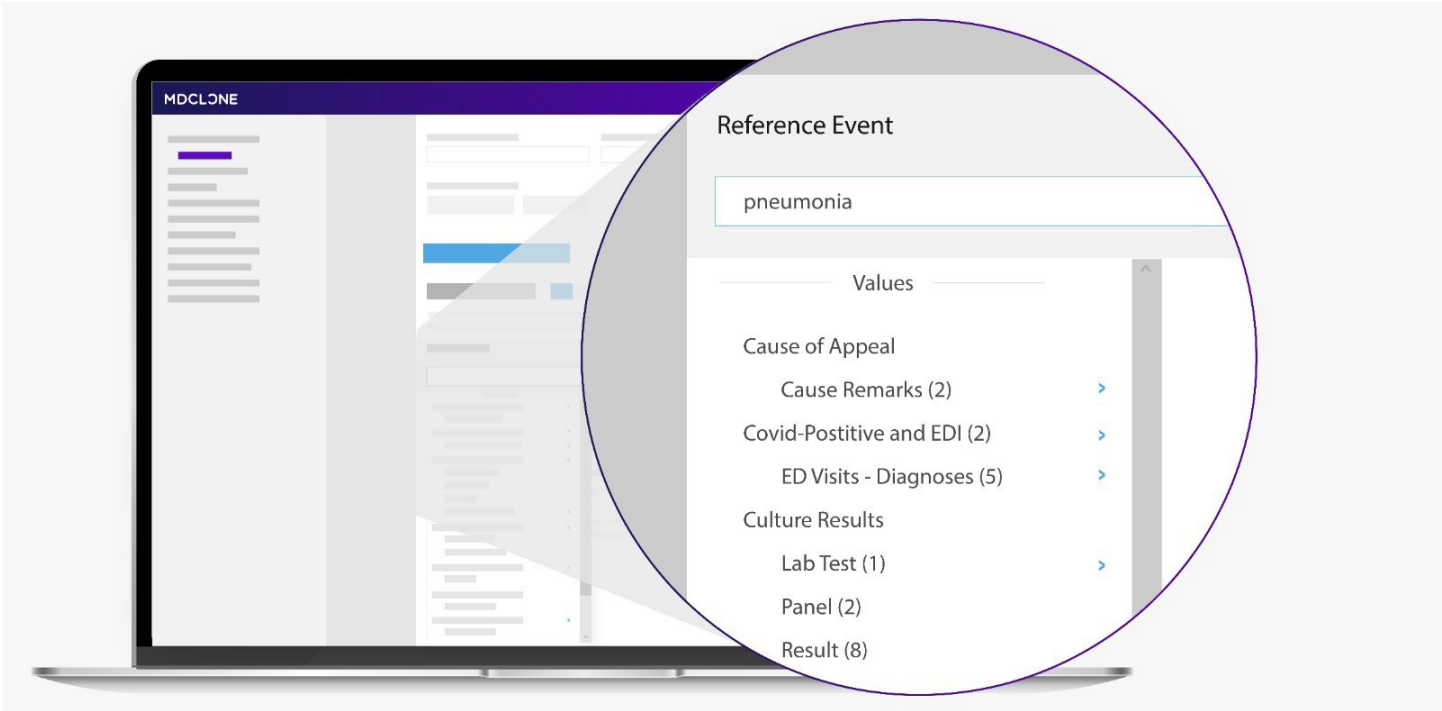 MDCLONE
Reference Event
pneumonia
Values
Cause of Appeal
Cause Remarks (2)
Covid-Postitive and EDI (2)
ED Visits - Diagnoses (5)
Culture Results
Lab Test (1)
Panel (2)
Result (8)